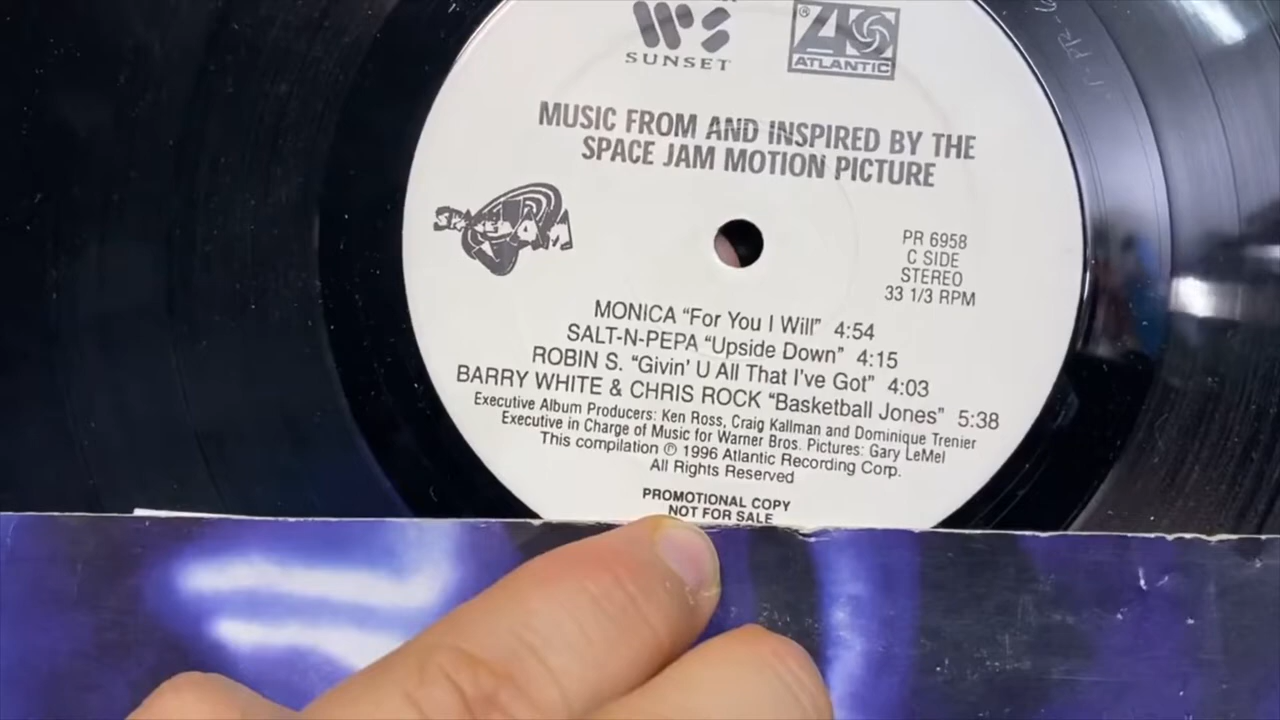 SUNSET
® ATLANTIC
MUSIC FROM AND INSPIRED BY THE
SPACE JAM MOTION PICTURE
SPACE JAM
PR 6958
C SIDE
STEREO
33 1/3 RPM
MONICA “For You I Will” 4:54
SALT-N-PEPA “Upside Down” 4:15
ROBIN S. “Givin' U All That I've Got” 4:03
BARRY WHITE & CHRIS ROCK “Basketball Jones” 5:38
Executive Album Producers: Ken Ross, Craig Kallman and Dominique Trenier
Executive in Charge of Music for Warner Bros. Pictures: Gary LeMel
This compilation ℗ 1996 Atlantic Recording Corp.
All Rights Reserved
PROMOTIONAL COPY
NOT FOR SALE